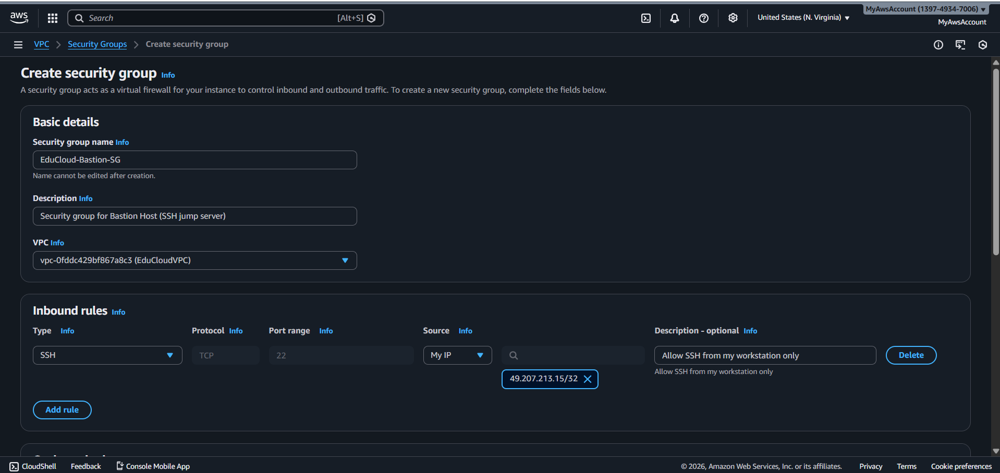 aws
Search [Alt+S]
United States (N. Virginia)
MyAwsAccount (1397-4934-7006)
MyAwsAccount
VPC Security Groups Create security group
Create security group Info
A security group acts as a virtual firewall for your instance to control inbound and outbound traffic. To create a new security group, complete the fields below.
Basic details
Security group name Info
EduCloud-Bastion-SG
Name cannot be edited after creation.
Description Info
Security group for Bastion Host (SSH jump server)
VPC Info
vpc-0fddc429bf867a8c3 (EduCloudVPC)
Inbound rules Info
Type Info Protocol Info Port range Info Source Info Description - optional Info
SSH TCP 22 My IP Allow SSH from my workstation only Delete
49.207.213.15/32 Allow SSH from my workstation only
Add rule
CloudShell Feedback Console Mobile App © 2026, Amazon Web Services, Inc. or its affiliates. Privacy Terms Cookie preferences